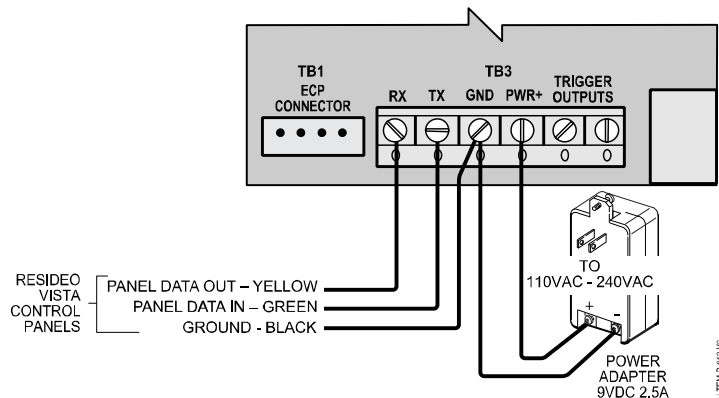 TB1
ECP
CONNECTOR
TB3
RX TX GND PWR+
TRIGGER
OUTPUTS
RESIDEO
VISTA
CONTROL
PANELS
PANEL DATA OUT – YELLOW
PANEL DATA IN – GREEN
GROUND - BLACK
TO
110VAC - 240VAC
+ -
POWER
ADAPTER
9VDC 2.5A